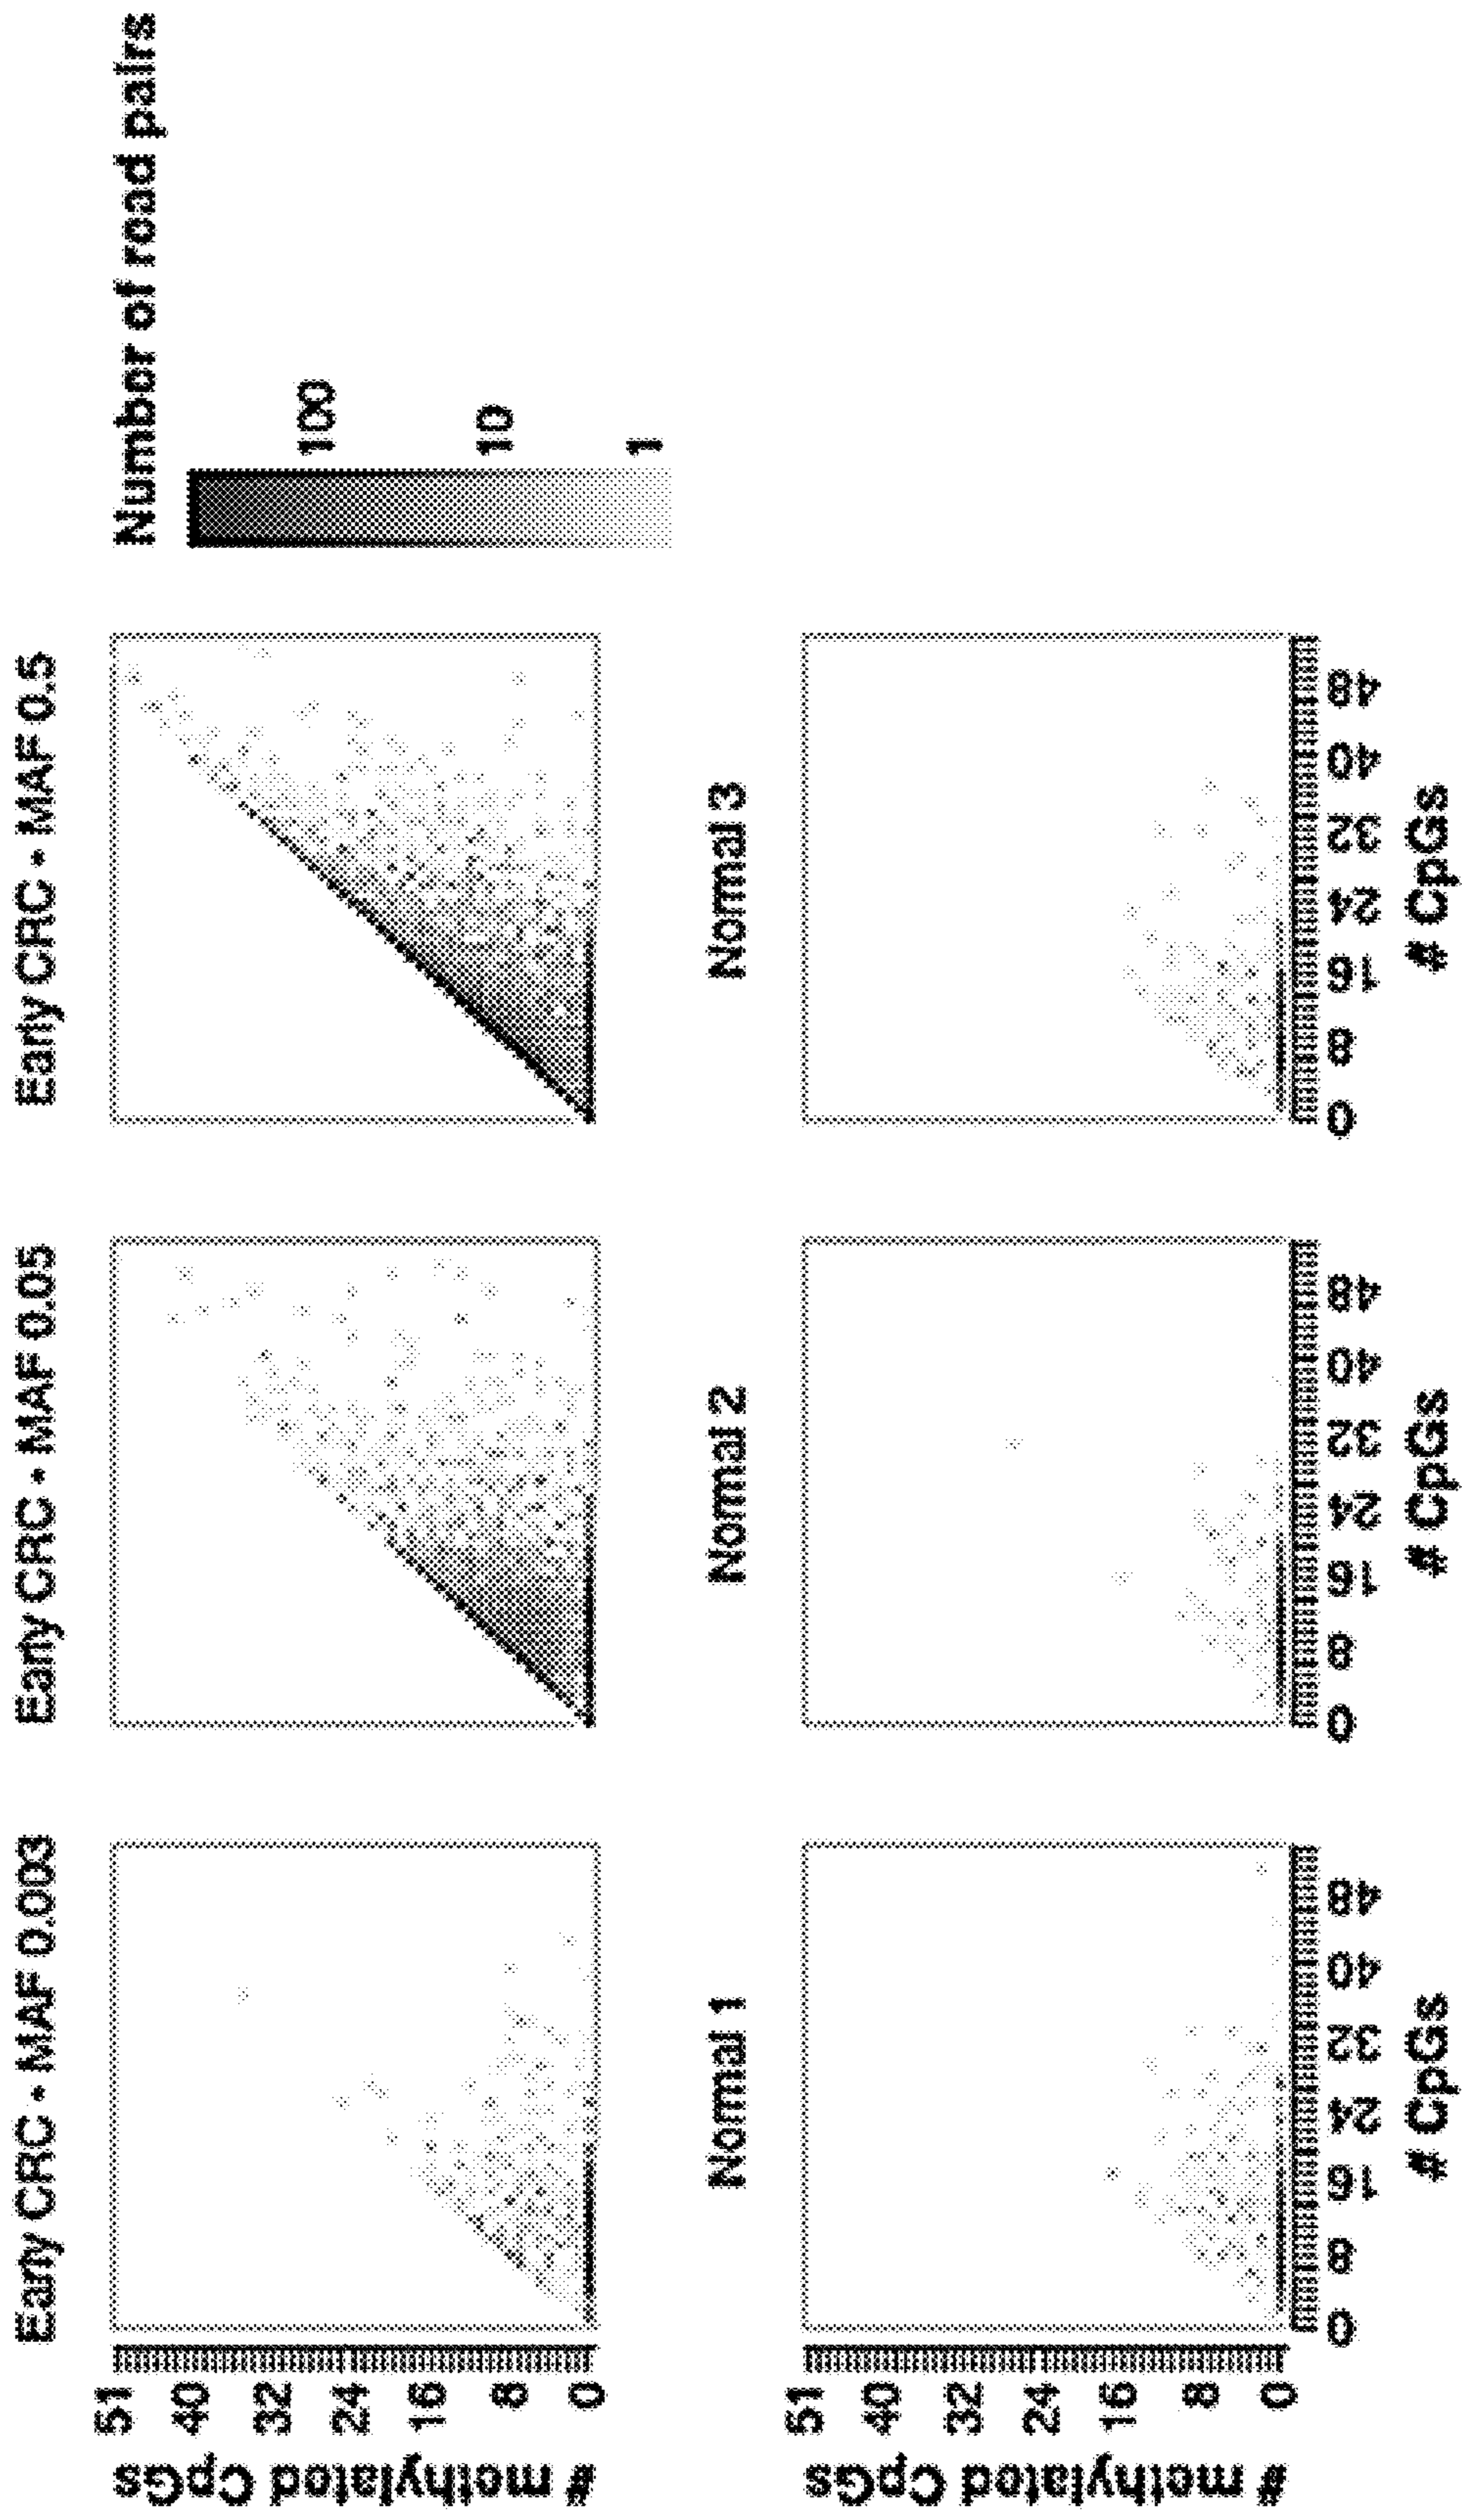 Early CRC - MAF 0.003
Early CRC - MAF 0.05
Early CRC - MAF 0.5
Number of road pairs
100
10
1
# methylated CpGs
51
40
32
24
16
8
0
Normal 1
Normal 2
Normal 3
# methylated CpGs
51
40
32
24
16
8
0
0 8 16 24 32 40 48
0 8 16 24 32 40 48
0 8 16 24 32 40 48
# CpGs
# CpGs
# CpGs